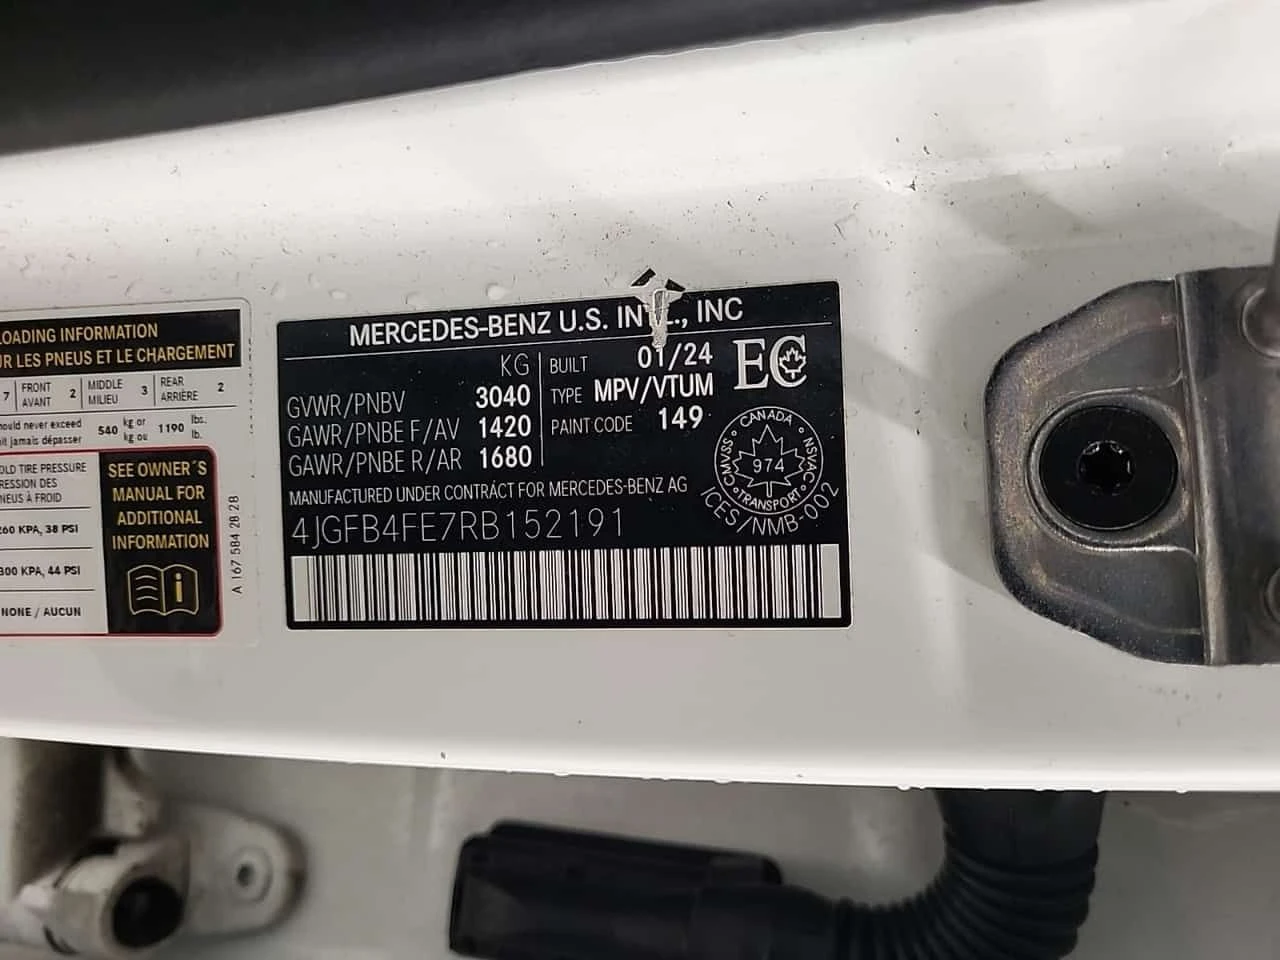 LOADING INFORMATION
UR LES PNEUS ET LE CHARGEMENT
7 FRONT AVANT 2 MIDDLE MILIEU 3 REAR ARRIÈRE 2
ould never exceed
it jamais dépasser 540 kg or kg ou 1190 lbs. lb.
OLD TIRE PRESSURE
RESSION DES
NEUS À FROID
260 KPA, 38 PSI
300 KPA, 44 PSI
NONE / AUCUN
SEE OWNER´S
MANUAL FOR
ADDITIONAL
INFORMATION
i
A 167 584 28 28
MERCEDES-BENZ U.S. INT'L., INC
KG
GVWR/PNBV 3040
GAWR/PNBE F/AV 1420
GAWR/PNBE R/AR 1680
BUILT 01/24
TYPE MPV/VTUM
PAINT CODE 149
EC
CANADA
CMVSS NSVAC
974
TRANSPORT
ICES/NMB-002
MANUFACTURED UNDER CONTRACT FOR MERCEDES-BENZ AG
4JGFB4FE7RB152191